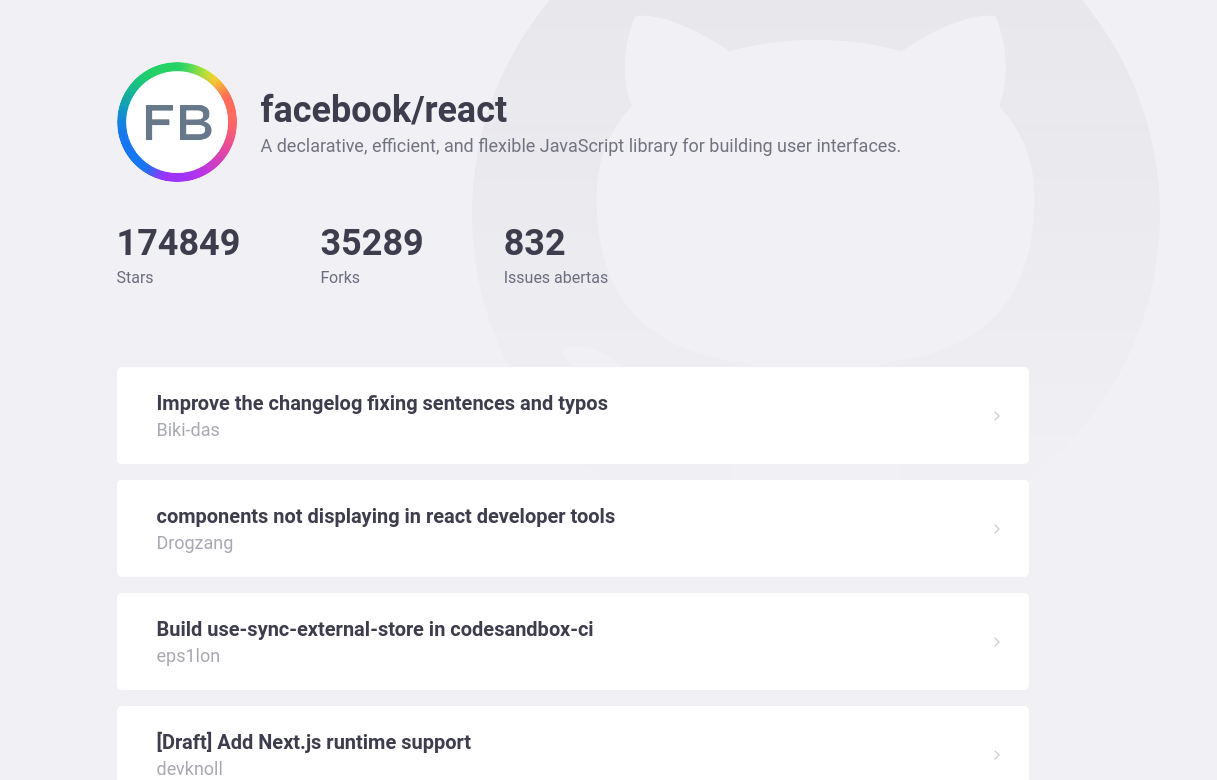 FB
facebook/react
A declarative, efficient, and flexible JavaScript library for building user interfaces.
174849
Stars
35289
Forks
832
Issues abertas
Improve the changelog fixing sentences and typos
Biki-das
components not displaying in react developer tools
Drogzang
Build use-sync-external-store in codesandbox-ci
eps1lon
[Draft] Add Next.js runtime support
devknoll